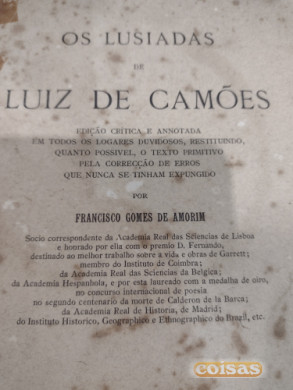 OS LUSIADAS
DE
LUIZ DE CAMÕES
EDIÇÃO CRITICA E ANNOTADA
EM TODOS OS LOGARES DUVIDOSOS, RESTITUINDO,
QUANTO POSSIVEL, O TEXTO PRIMITIVO
PELA CORRECÇÃO DE ERROS
QUE NUNCA SE TINHAM EXPUNGIDO
POR
FRANCISCO GOMES DE AMORIM
Socio correspondente da Academia Real das Sciencias de Lisboa
e honrado por ella com o premio D. Fernando,
destinado ao melhor trabalho sobre a vida e obras de Garrett;
membro do Instituto de Coimbra;
da Academia Real das Sciencias da Belgica;
da Academia Hespanhola, e por esta laureado com a medalha de oiro,
no concurso internacional de poesia
no segundo centenario da morte de Calderon de la Barca;
da Academia Real de Historia, de Madrid;
do Instituto Historico, Geographico e Ethnographico do Brazil, etc.
coisas